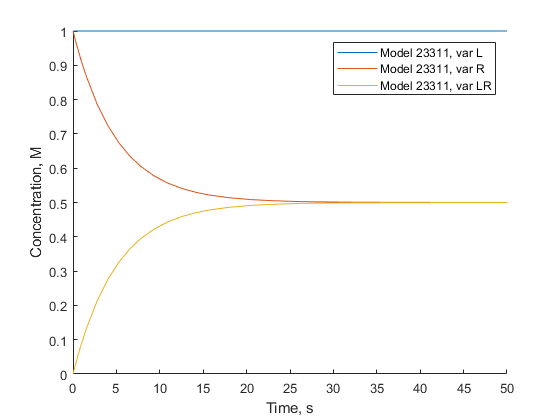 Model 23311, var L
Model 23311, var R
Model 23311, var LR
Concentration, M
1
0.9
0.8
0.7
0.6
0.5
0.4
0.3
0.2
0.1
0
0 5 10 15 20 25 30 35 40 45 50
Time, s